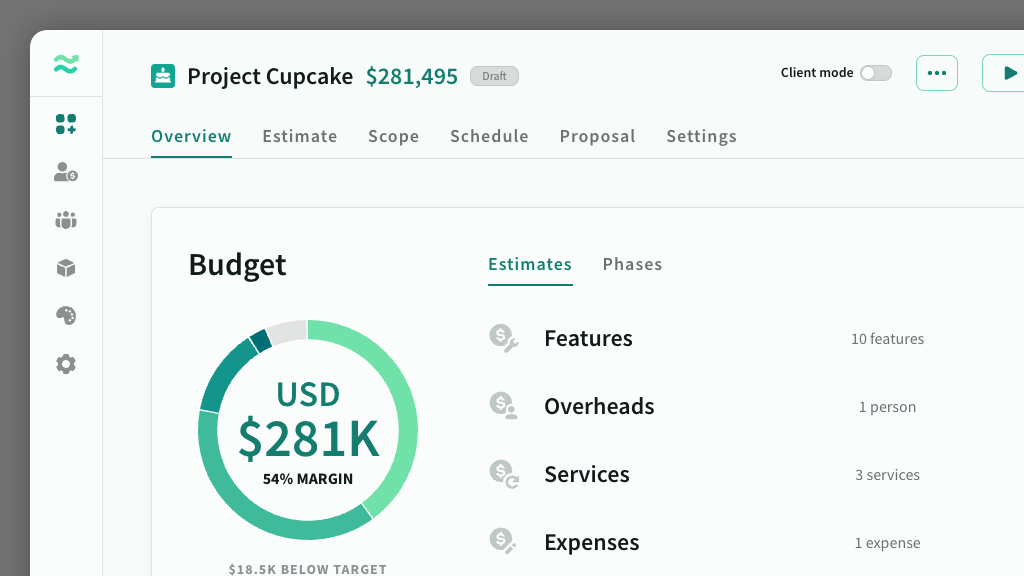 Project Cupcake $281,495 Draft
Client mode
Overview Estimate Scope Schedule Proposal Settings
Budget
USD
$281K
54% MARGIN
$18.5K BELOW TARGET
Estimates Phases
Features 10 features
Overheads 1 person
Services 3 services
Expenses 1 expense